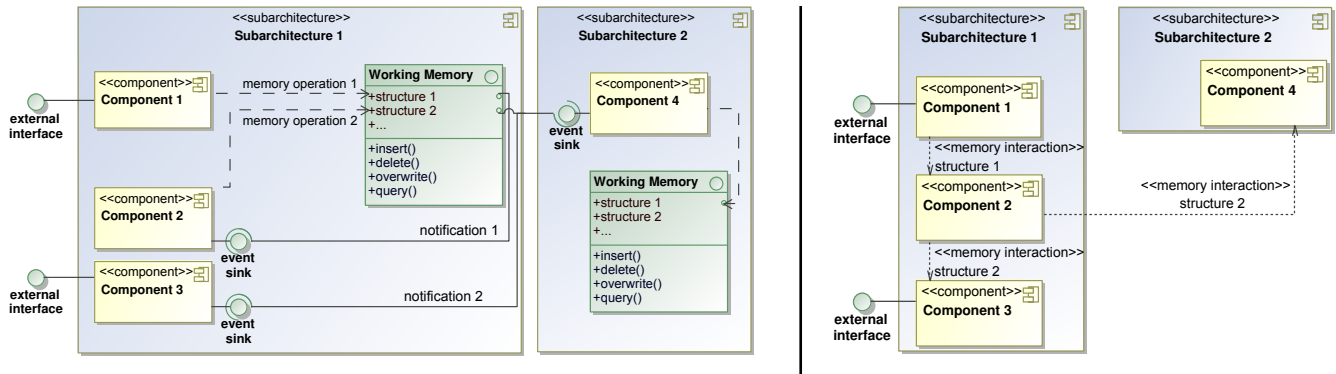 <<subarchitecture>>
Subarchitecture 1
<<component>>
Component 1
external
interface
memory operation 1
memory operation 2
Working Memory
+structure 1
+structure 2
+...
+insert()
+delete()
+overwrite()
+query()
<<component>>
Component 2
event
sink
notification 1
<<component>>
Component 3
external
interface
event
sink
notification 2
<<subarchitecture>>
Subarchitecture 2
<<component>>
Component 4
event
sink
Working Memory
+structure 1
+structure 2
+...
+insert()
+delete()
+overwrite()
+query()
<<subarchitecture>>
Subarchitecture 1
<<component>>
Component 1
external
interface
<<memory interaction>>
structure 1
<<component>>
Component 2
<<memory interaction>>
structure 2
<<component>>
Component 3
external
interface
<<subarchitecture>>
Subarchitecture 2
<<component>>
Component 4
<<memory interaction>>
structure 2